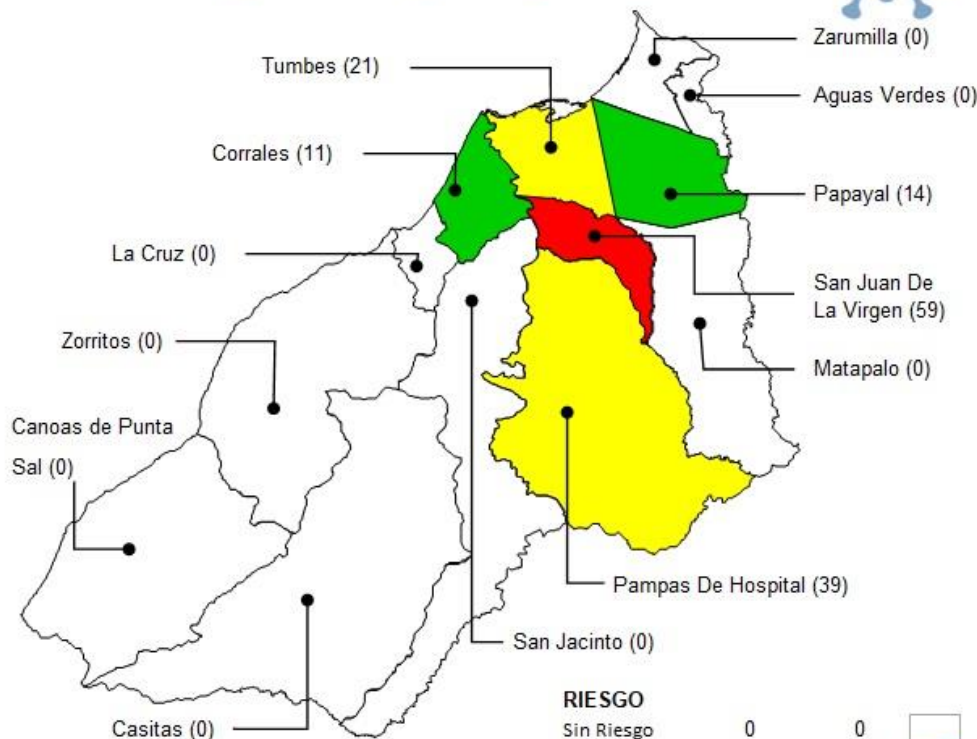 Zarumilla (0)
Tumbes (21)
Aguas Verdes (0)
Corrales (11)
Papayal (14)
La Cruz (0)
San Juan De
La Virgen (59)
Zorritos (0)
Matapalo (0)
Canoas de Punta
Sal (0)
Pampas De Hospital (39)
San Jacinto (0)
Casitas (0)
RIESGO
Sin Riesgo 0 0